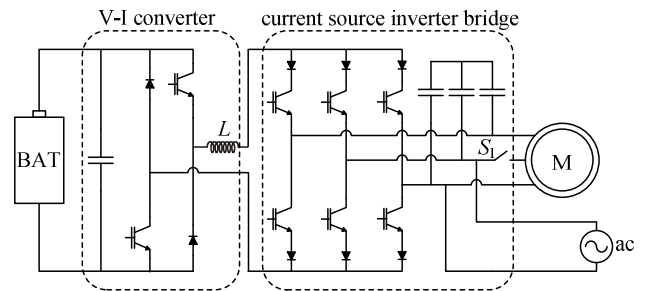 V-I converter
current source inverter bridge
L
S1
BAT
M
ac